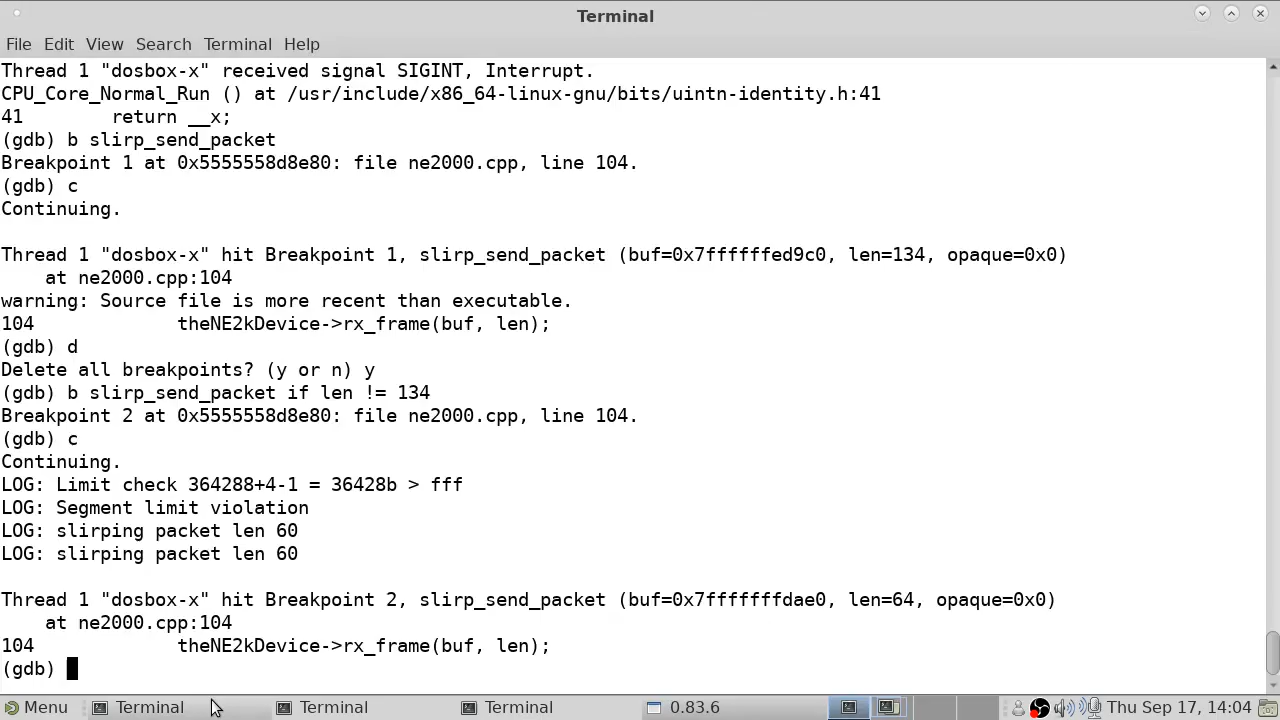 Terminal
File Edit View Search Terminal Help
Thread 1 "dosbox-x" received signal SIGINT, Interrupt.
CPU_Core_Normal_Run () at /usr/include/x86_64-linux-gnu/bits/uintn-identity.h:41
41        return __x;
(gdb) b slirp_send_packet
Breakpoint 1 at 0x5555558d8e80: file ne2000.cpp, line 104.
(gdb) c
Continuing.
Thread 1 "dosbox-x" hit Breakpoint 1, slirp_send_packet (buf=0x7ffffffed9c0, len=134, opaque=0x0)
    at ne2000.cpp:104
warning: Source file is more recent than executable.
104             theNE2kDevice->rx_frame(buf, len);
(gdb) d
Delete all breakpoints? (y or n) y
(gdb) b slirp_send_packet if len != 134
Breakpoint 2 at 0x5555558d8e80: file ne2000.cpp, line 104.
(gdb) c
Continuing.
LOG: Limit check 364288+4-1 = 36428b > fff
LOG: Segment limit violation
LOG: slirping packet len 60
LOG: slirping packet len 60
Thread 1 "dosbox-x" hit Breakpoint 2, slirp_send_packet (buf=0x7fffffffdae0, len=64, opaque=0x0)
    at ne2000.cpp:104
104             theNE2kDevice->rx_frame(buf, len);
(gdb)
Menu Terminal Terminal Terminal 0.83.6 Thu Sep 17, 14:04